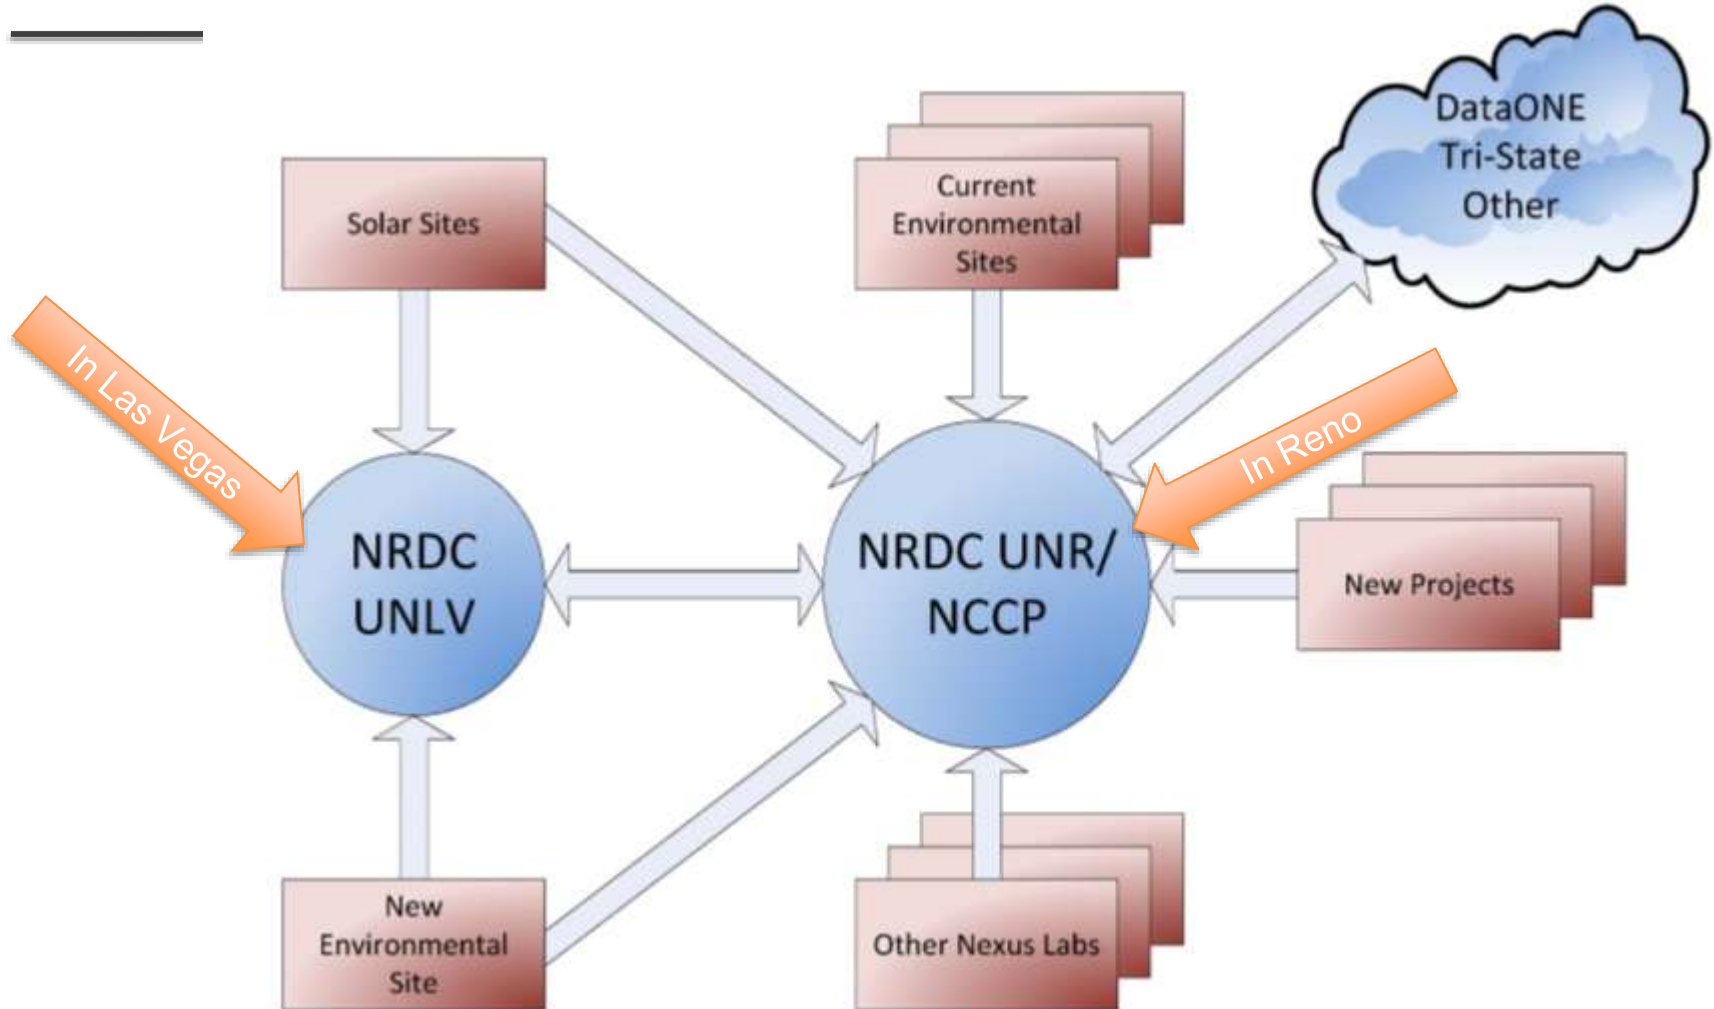 DataONE
Tri-State
Other
Solar Sites
Current
Environmental
Sites
In Las Vegas
In Reno
NRDC
UNLV
NRDC UNR/
NCCP
New Projects
New
Environmental
Site
Other Nexus Labs